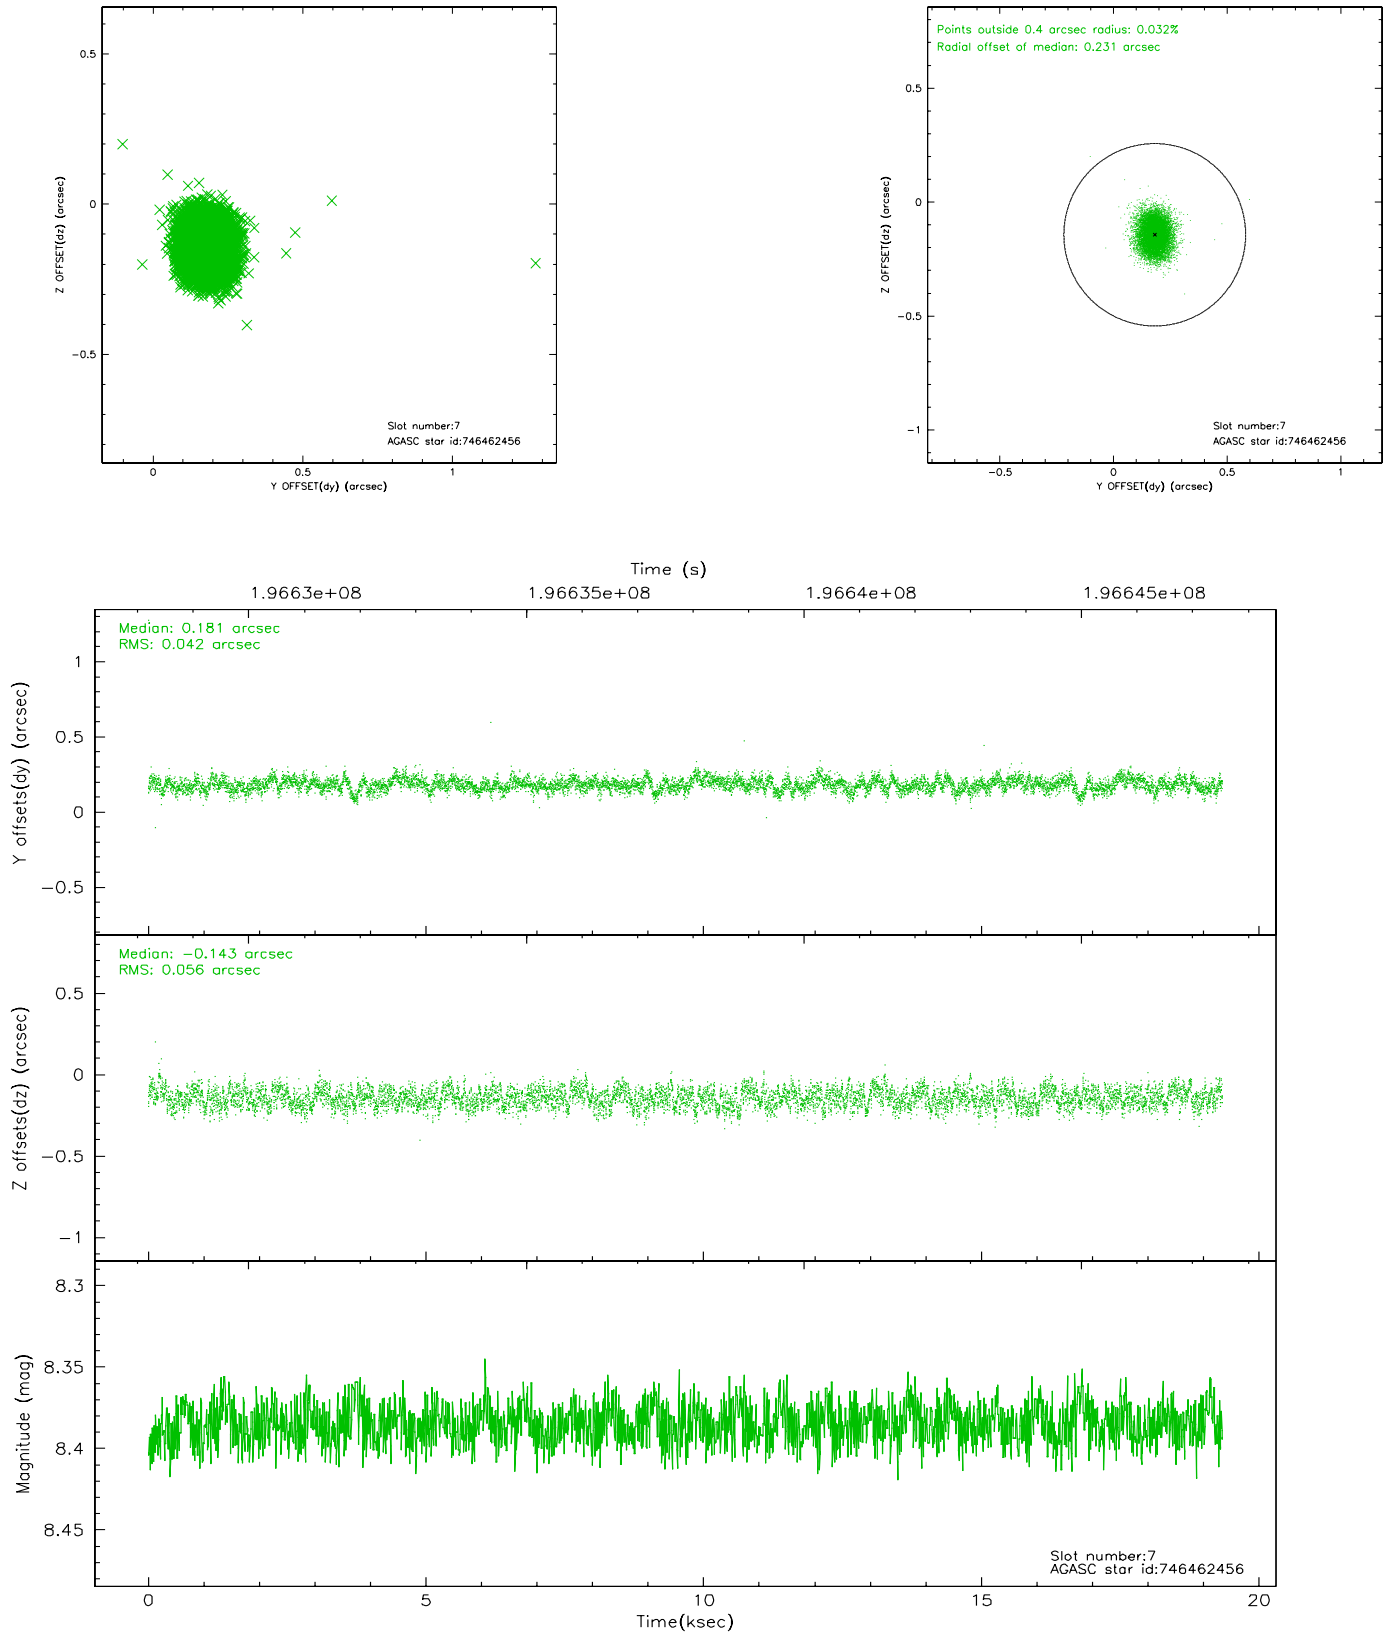 0.5
0
−0.5
Z OFFSET(dz) (arcsec)
Slot number:7
AGASC star id:746462456
0 0.5 1
Y OFFSET(dy) (arcsec)
Points outside 0.4 arcsec radius: 0.032%
Radial offset of median: 0.231 arcsec
0.5
0
−0.5
−1
Z OFFSET(dz) (arcsec)
Slot number:7
AGASC star id:746462456
−0.5 0 0.5 1
Y OFFSET(dy) (arcsec)
Time (s)
1.9663e+08 1.96635e+08 1.9664e+08 1.96645e+08
Median: 0.181 arcsec
RMS: 0.042 arcsec
1
0.5
0
−0.5
Y offsets(dy) (arcsec)
Median: −0.143 arcsec
RMS: 0.056 arcsec
0.5
0
−0.5
−1
Z offsets(dz) (arcsec)
8.3
8.35
8.4
8.45
Magnitude (mag)
Slot number:7
AGASC star id:746462456
0 5 10 15 20
Time(ksec)